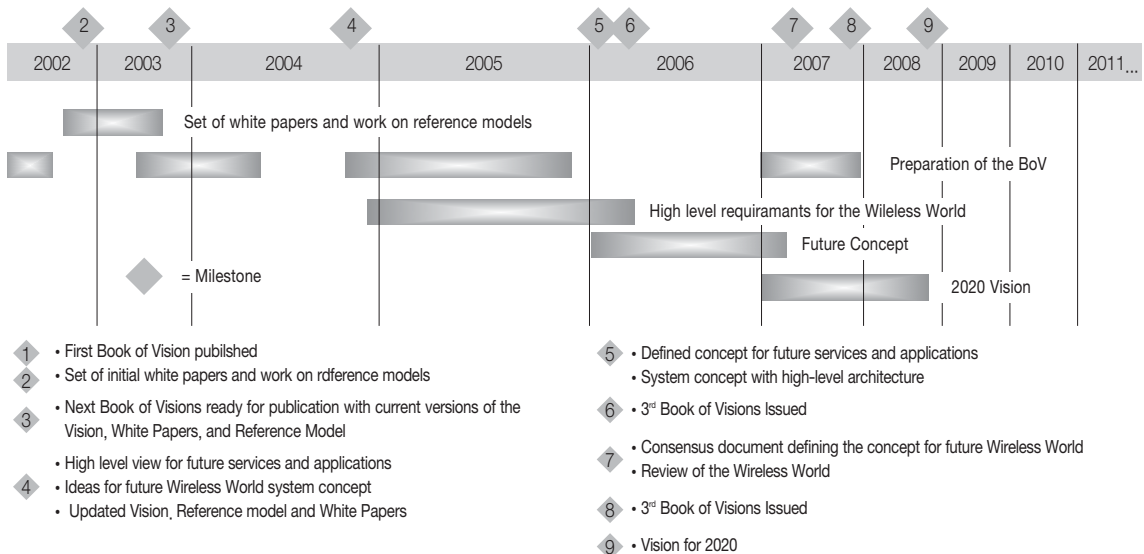 2 3 4 5 6 7 8 9
2002 2003 2004 2005 2006 2007 2008 2009 2010 2011...
Set of white papers and work on reference models
Preparation of the BoV
High level requiramants for the Wileless World
Future Concept
= Milestone
2020 Vision
1 • First Book of Vision pubilshed
2 • Set of initial white papers and work on rdference models
3 • Next Book of Visions ready for publication with current versions of the
Vision, White Papers, and Reference Model
• High level view for future services and applications
4 • Ideas for future Wireless World system concept
• Updated Vision, Reference model and White Papers
5 • Defined concept for future services and applications
• System concept with high-level architecture
6 • 3rd Book of Visions Issued
7 • Consensus document defining the concept for future Wireless World
• Review of the Wireless World
8 • 3rd Book of Visions Issued
9 • Vision for 2020